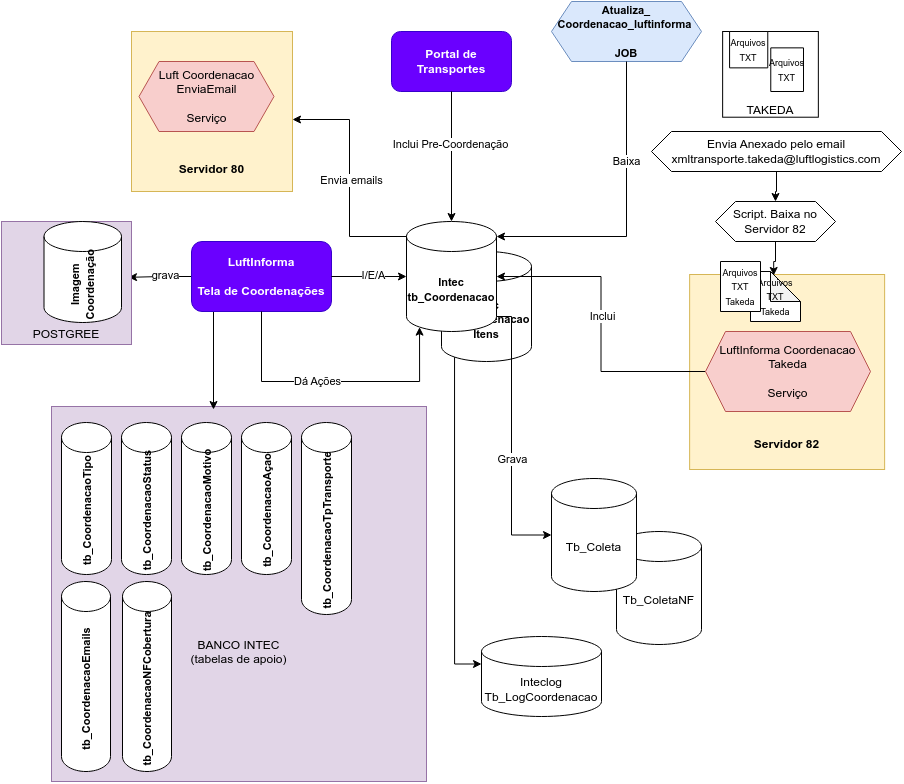 Luft Coordenacao
EnviaEmail
Serviço
Servidor 80
Portal de
Transportes
Atualiza_
Coordenacao_luftinforma
JOB
Arquivos
TXT
Arquivos
TXT
TAKEDA
Envia Anexado pelo email
xmltransporte.takeda@luftlogistics.com
Script. Baixa no
Servidor 82
Inclui Pre-Coordenação
Baixa
Envia emails
Imagem
Coordenação
POSTGREE
grava
LuftInforma
Tela de Coordenações
I/E/A
Intec
tb_Coordenacao
enacao
Itens
Inclui
Arquivos
TXT
Takeda
Arquivos
TXT
Takeda
LuftInforma Coordenacao
Takeda
Serviço
Servidor 82
Dá Ações
Grava
tb_CoordenacaoTipo
tb_CoordenacaoStatus
tb_CoordenacaoMotivo
tb_CoordenacaoAçao
tb_CoordenacaoTpTransporte
tb_CoordenacaoEmails
tb_CoordenacaoNFCobertura
BANCO INTEC
(tabelas de apoio)
Tb_Coleta
Tb_ColetaNF
Inteclog
Tb_LogCoordenacao